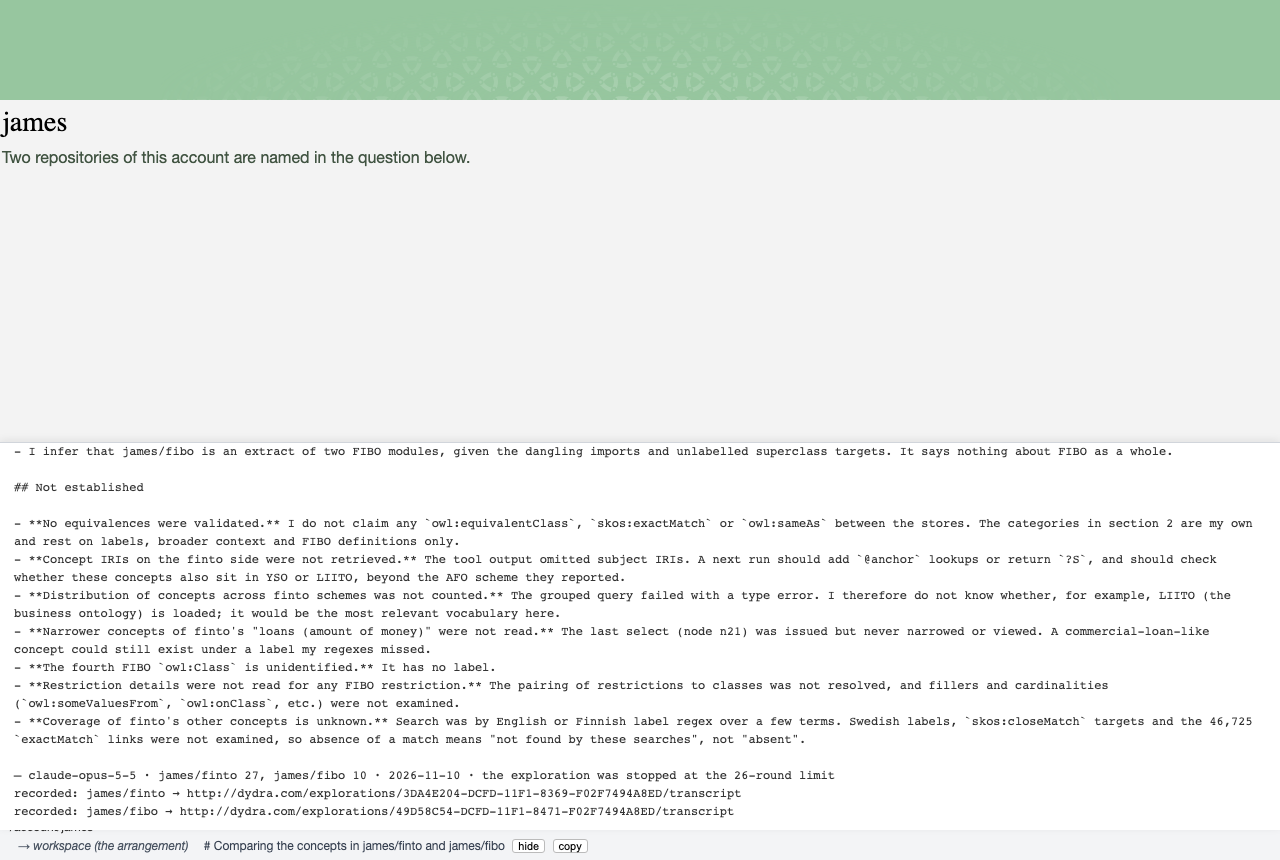 james
Two repositories of this account are named in the question below.
- I infer that james/fibo is an extract of two FIBO modules, given the dangling imports and unlabelled superclass targets. It says nothing about FIBO as a whole.
## Not established
- **No equivalences were validated.** I do not claim any `owl:equivalentClass`, `skos:exactMatch` or `owl:sameAs` between the stores. The categories in section 2 are my own
and rest on labels, broader context and FIBO definitions only.
- **Concept IRIs on the finto side were not retrieved.** The tool output omitted subject IRIs. A next run should add `@anchor` lookups or return `?S`, and should check
whether these concepts also sit in YSO or LIITO, beyond the AFO scheme they reported.
- **Distribution of concepts across finto schemes was not counted.** The grouped query failed with a type error. I therefore do not know whether, for example, LIITO (the
business ontology) is loaded; it would be the most relevant vocabulary here.
- **Narrower concepts of finto's "loans (amount of money)" were not read.** The last select (node n21) was issued but never narrowed or viewed. A commercial-loan-like
concept could still exist under a label my regexes missed.
- **The fourth FIBO `owl:Class` is unidentified.** It has no label.
- **Restriction details were not read for any FIBO restriction.** The pairing of restrictions to classes was not resolved, and fillers and cardinalities
(`owl:someValuesFrom`, `owl:onClass`, etc.) were not examined.
- **Coverage of finto's other concepts is unknown.** Search was by English or Finnish label regex over a few terms. Swedish labels, `skos:closeMatch` targets and the 46,725
`exactMatch` links were not examined, so absence of a match means "not found by these searches", not "absent".
— claude-opus-5-5 · james/finto 27, james/fibo 10 · 2026-11-10 · the exploration was stopped at the 26-round limit
recorded: james/finto → http://dydra.com/explorations/3DA4E204-DCFD-11F1-8369-F02F7494A8ED/transcript
recorded: james/fibo → http://dydra.com/explorations/49D58C54-DCFD-11F1-8471-F02F7494A8ED/transcript
→ workspace (the arrangement) # Comparing the concepts in james/finto and james/fibo hide copy